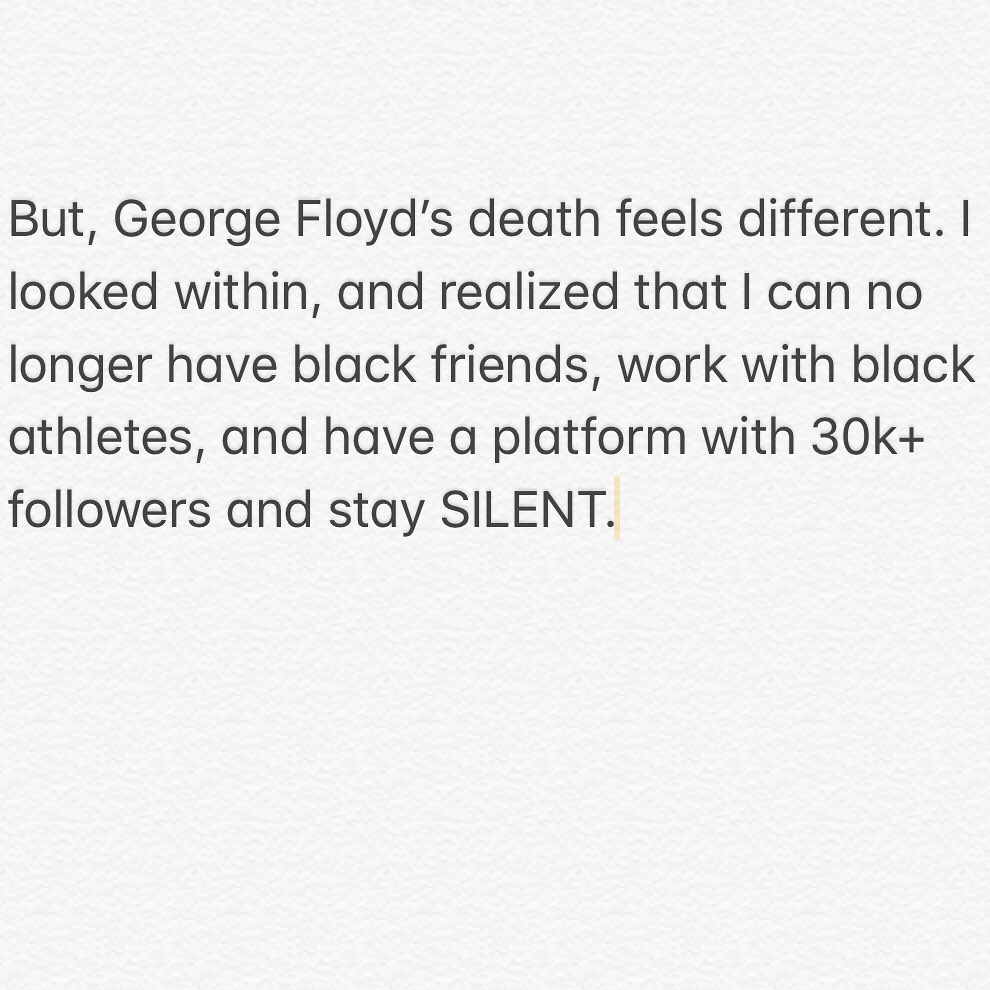 But, George Floyd’s death feels different. I
looked within, and realized that I can no
longer have black friends, work with black
athletes, and have a platform with 30k+
followers and stay SILENT.